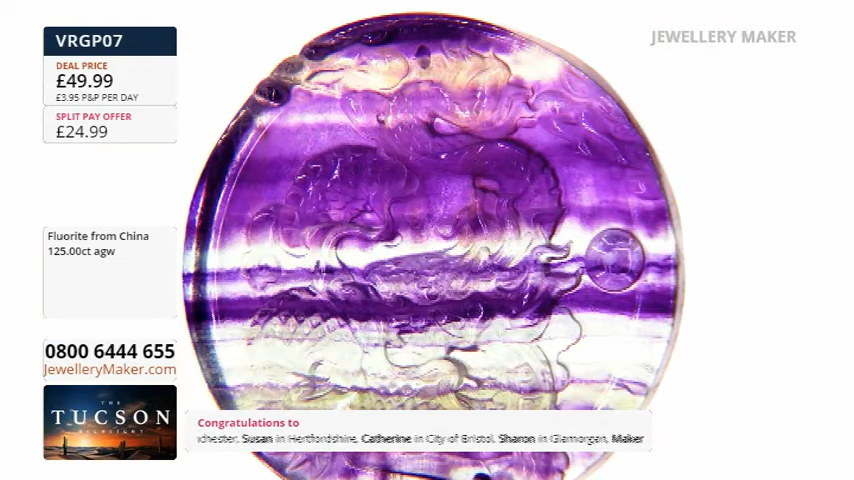 VRGP07
JEWELLERY MAKER
DEAL PRICE
£49.99
£3.95 P&P PER DAY
SPLIT PAY OFFER
£24.99
Fluorite from China
125.00ct agw
0800 6444 655
JewelleryMaker.com
THE
TUCSON
Congratulations to
Susan in Hertfordshire, Catherine in City of Bristol, Sharon in Glamorgan, Maker